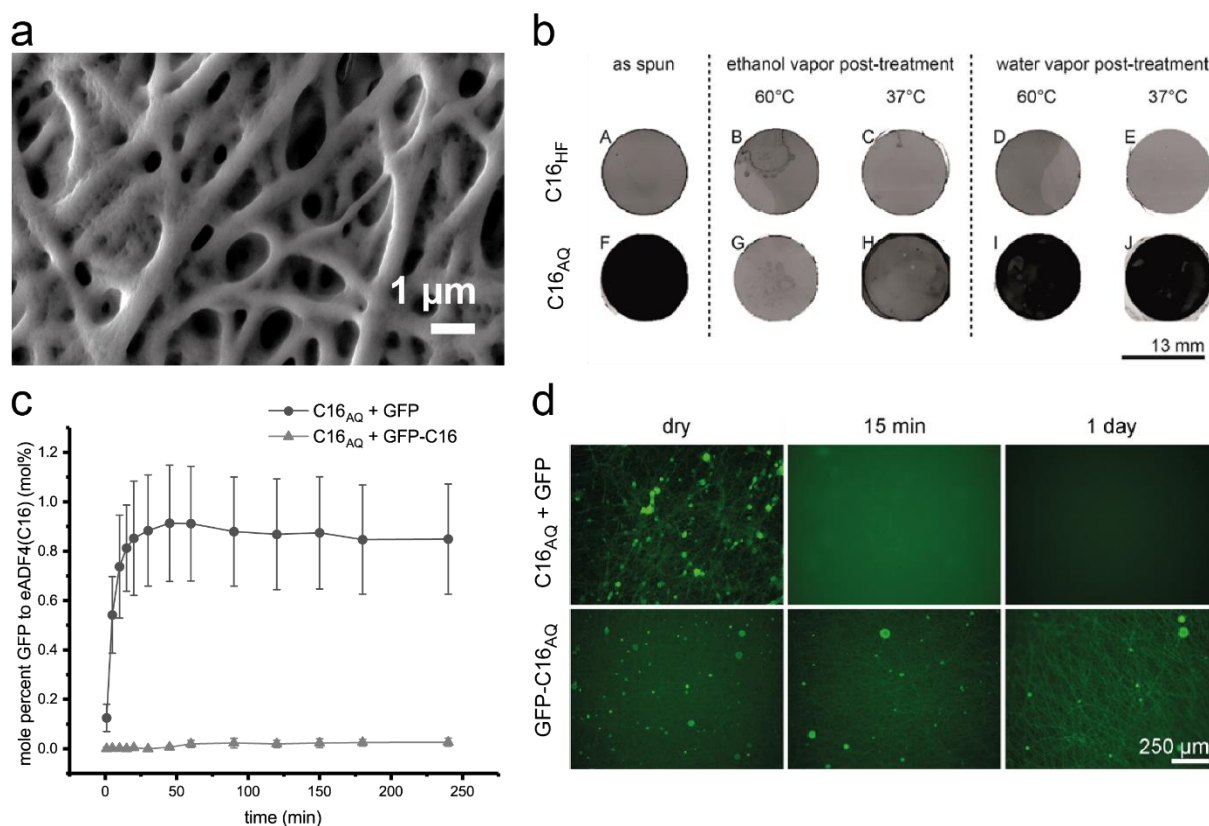 a
1 µm
b
as spun
ethanol vapor post-treatment
water vapor post-treatment
60°C
37°C
60°C
37°C
C16HF
A
B
C
D
E
C16AQ
F
G
H
I
J
13 mm
c
C16AQ + GFP
C16AQ + GFP-C16
mole percent GFP to eADF4(C16) (mol%)
1.2
1.0
0.8
0.6
0.4
0.2
0.0
0
50
100
150
200
250
time (min)
d
dry
15 min
1 day
C16AQ + GFP
GFP-C16AQ
250 µm